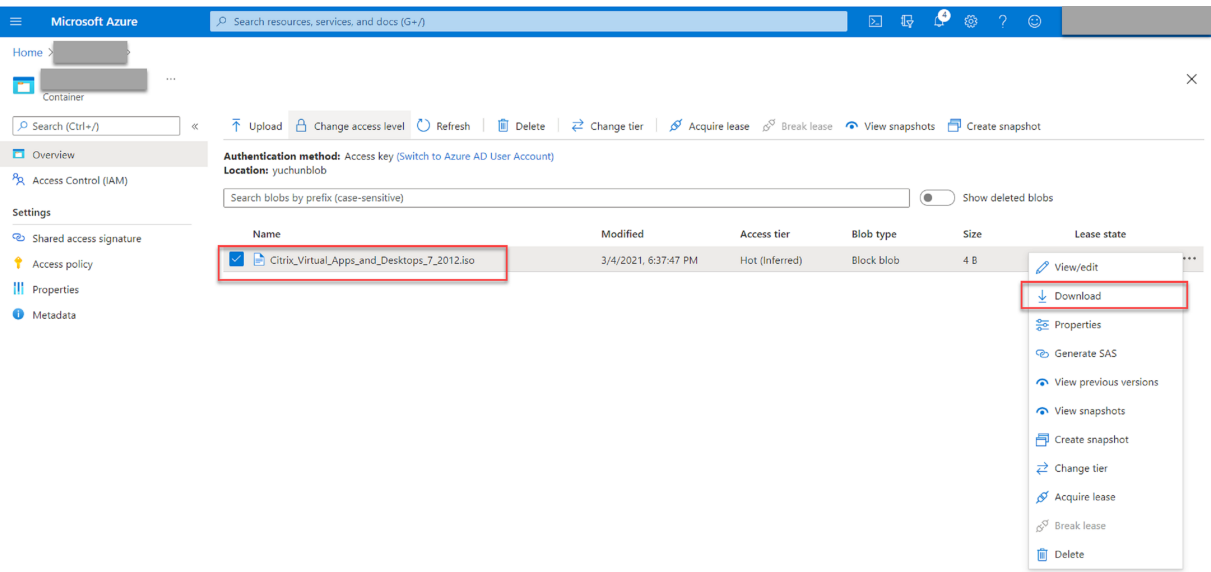 Microsoft Azure
Search resources, services, and docs (G+/)
4
Home >
...
Container
Search (Ctrl+/)
«
Upload Change access level Refresh Delete Change tier Acquire lease Break lease View snapshots Create snapshot
Overview
Access Control (IAM)
Settings
Shared access signature
Access policy
Properties
Metadata
Authentication method: Access key (Switch to Azure AD User Account)
Location: yuchunblob
Search blobs by prefix (case-sensitive)
Show deleted blobs
Name Modified Access tier Blob type Size Lease state
Citrix_Virtual_Apps_and_Desktops_7_2012.iso 3/4/2021, 6:37:47 PM Hot (Inferred) Block blob 4 B ...
View/edit
Download
Properties
Generate SAS
View previous versions
View snapshots
Create snapshot
Change tier
Acquire lease
Break lease
Delete